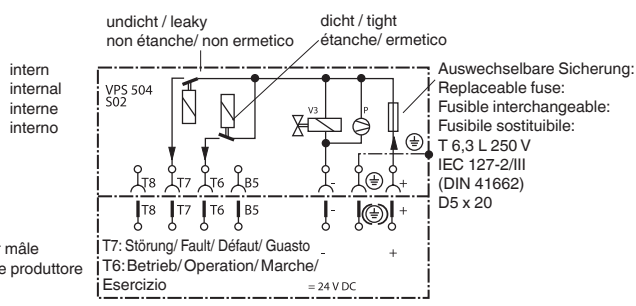 undicht / leaky
non étanche/ non ermetico
dicht / tight
étanche/ ermetico
intern
internal
interne
interno
VPS 504
S02
V3
P
Auswechselbare Sicherung:
Replaceable fuse:
Fusible interchangeable:
Fusibile sostituibile:
T 6,3 L 250 V
IEC 127-2/III
(DIN 41662)
D5 x 20
T8 T7 T6 B5 - +
T8 T7 T6 B5 - +
mâle
e produttore
T7: Störung/ Fault/ Défaut/ Guasto
- +
T6: Betrieb/ Operation/ Marche/
Esercizio
= 24 V DC